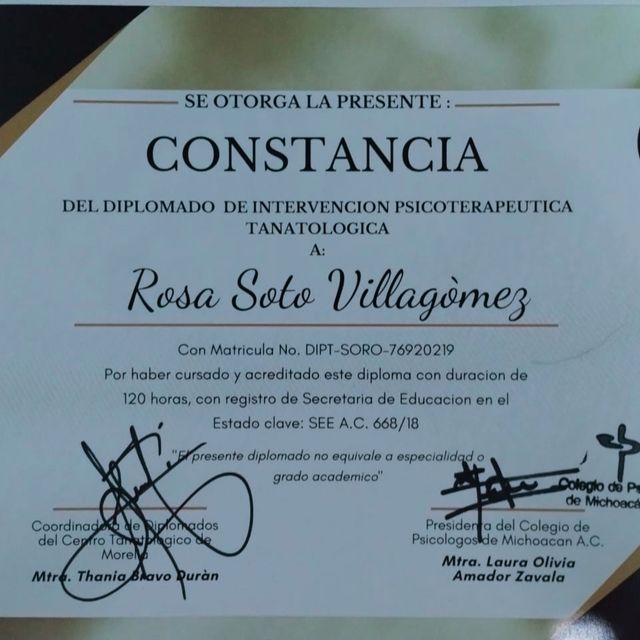 SE OTORGA LA PRESENTE :
CONSTANCIA
DEL DIPLOMADO DE INTERVENCION PSICOTERAPEUTICA
TANATOLOGICA
A:
Rosa Soto Villagòmez
Con Matricula No. DIPT-SORO-76920219
Por haber cursado y acreditado este diploma con duracion de
120 horas, con registro de Secretaria de Educacion en el
Estado clave: SEE A.C. 668/18
"El presente diplomado no equivale a especialidad o
grado academico"
Coordinadora de Diplomados
del Centro Tanatologico de
Morelia
Mtra. Thania Bravo Duràn
Colegio de Ps
de Michoacá
Presidenta del Colegio de
Psicologos de Michoacan A.C.
Mtra. Laura Olivia
Amador Zavala